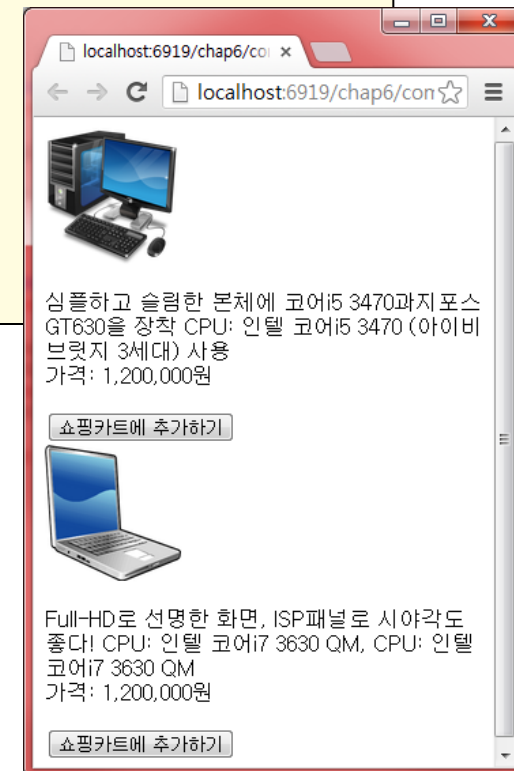 localhost:6919/chap6/co
localhost:6919/chap6/con
심플하고 슬림한 본체에 코어i5 3470과지포스
GT630을 장착 CPU: 인텔 코어i5 3470 (아이비
브릿지 3세대) 사용
가격: 1,200,000원
쇼핑카트에 추가하기
Full-HD로 선명한 화면, ISP패널로 시야각도
좋다! CPU: 인텔 코어i7 3630 QM, CPU: 인텔
코어i7 3630 QM
가격: 1,200,000원
쇼핑카트에 추가하기